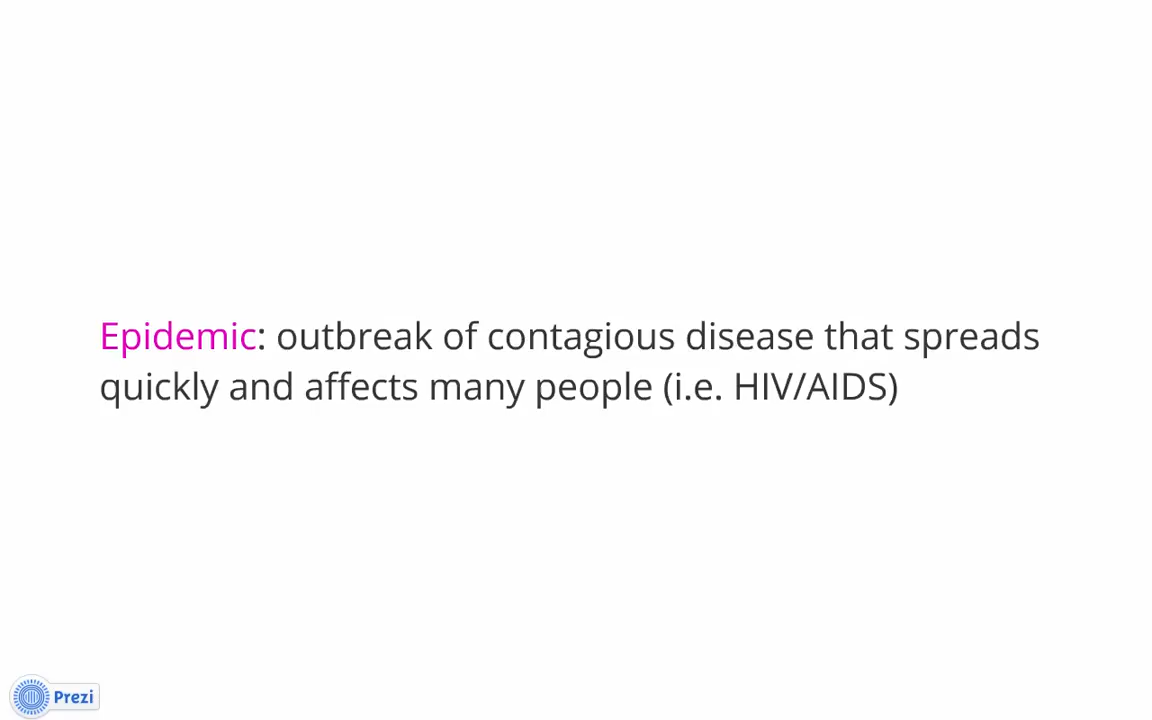 Epidemic: outbreak of contagious disease that spreads
quickly and affects many people (i.e. HIV/AIDS)
Prezi